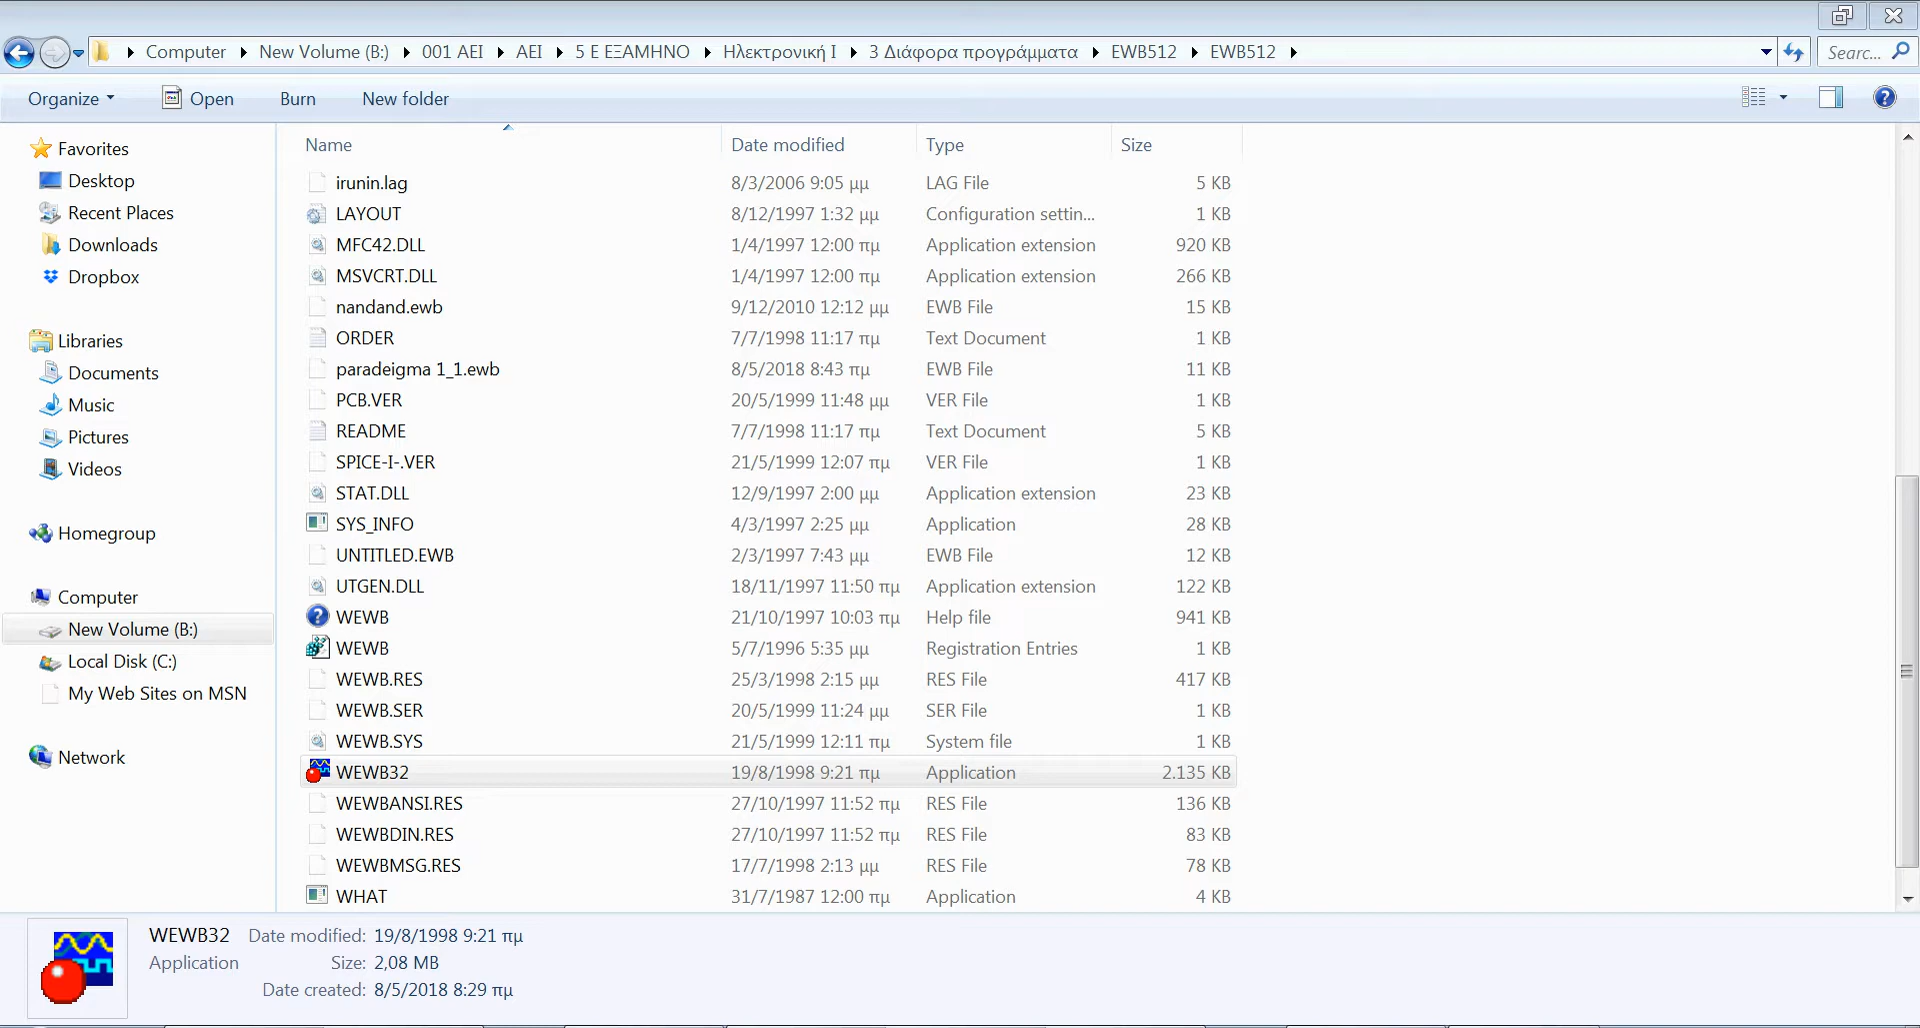 Computer New Volume (B:) 001 AEI AEI 5 Ε ΕΞΑΜΗΝΟ Ηλεκτρονική Ι 3 Διάφορα προγράμματα EWB512 EWB512 Searc...
Organize Open Burn New folder
Name Date modified Type Size
Favorites
Desktop
Recent Places
Downloads
Dropbox
Libraries
Documents
Music
Pictures
Videos
Homegroup
Computer
New Volume (B:)
Local Disk (C:)
My Web Sites on MSN
Network
irunin.lag 8/3/2006 9:05 μμ LAG File 5 KB
LAYOUT 8/12/1997 1:32 μμ Configuration settin... 1 KB
MFC42.DLL 1/4/1997 12:00 πμ Application extension 920 KB
MSVCRT.DLL 1/4/1997 12:00 πμ Application extension 266 KB
nandand.ewb 9/12/2010 12:12 μμ EWB File 15 KB
ORDER 7/7/1998 11:17 πμ Text Document 1 KB
paradeigma 1_1.ewb 8/5/2018 8:43 πμ EWB File 11 KB
PCB.VER 20/5/1999 11:48 μμ VER File 1 KB
README 7/7/1998 11:17 πμ Text Document 5 KB
SPICE-I-.VER 21/5/1999 12:07 πμ VER File 1 KB
STAT.DLL 12/9/1997 2:00 μμ Application extension 23 KB
SYS_INFO 4/3/1997 2:25 μμ Application 28 KB
UNTITLED.EWB 2/3/1997 7:43 μμ EWB File 12 KB
UTGEN.DLL 18/11/1997 11:50 πμ Application extension 122 KB
WEWB 21/10/1997 10:03 πμ Help file 941 KB
WEWB 5/7/1996 5:35 μμ Registration Entries 1 KB
WEWB.RES 25/3/1998 2:15 μμ RES File 417 KB
WEWB.SER 20/5/1999 11:24 μμ SER File 1 KB
WEWB.SYS 21/5/1999 12:11 πμ System file 1 KB
WEWB32 19/8/1998 9:21 πμ Application 2.135 KB
WEWBANSI.RES 27/10/1997 11:52 πμ RES File 136 KB
WEWBDIN.RES 27/10/1997 11:52 πμ RES File 83 KB
WEWBMSG.RES 17/7/1998 2:13 μμ RES File 78 KB
WHAT 31/7/1987 12:00 πμ Application 4 KB
WEWB32 Date modified: 19/8/1998 9:21 πμ
Application Size: 2,08 MB
Date created: 8/5/2018 8:29 πμ